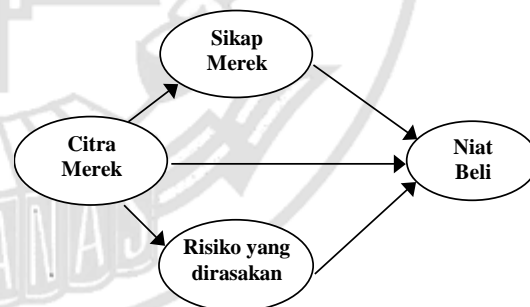 Sikap
Merek
Citra
Merek
Niat
Beli
Risiko yang
dirasakan